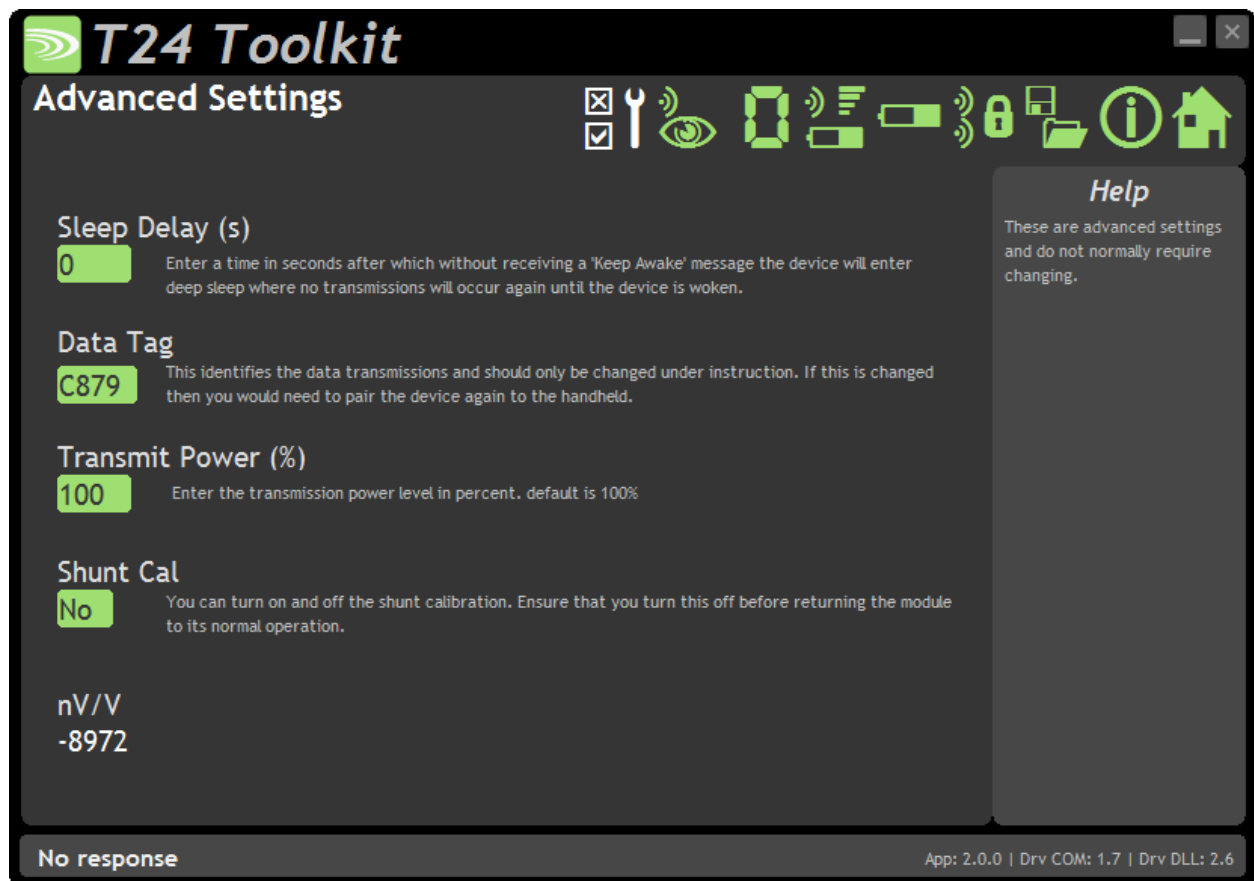 T24 Toolkit
Advanced Settings
Help
These are advanced settings
and do not normally require
changing.
Sleep Delay (s)
0
Enter a time in seconds after which without receiving a 'Keep Awake' message the device will enter
deep sleep where no transmissions will occur again until the device is woken.
Data Tag
C879
This identifies the data transmissions and should only be changed under instruction. If this is changed
then you would need to pair the device again to the handheld.
Transmit Power (%)
100
Enter the transmission power level in percent. default is 100%
Shunt Cal
No
You can turn on and off the shunt calibration. Ensure that you turn this off before returning the module
to its normal operation.
nV/V
-8972
No response
App: 2.0.0 | Drv COM: 1.7 | Drv DLL: 2.6